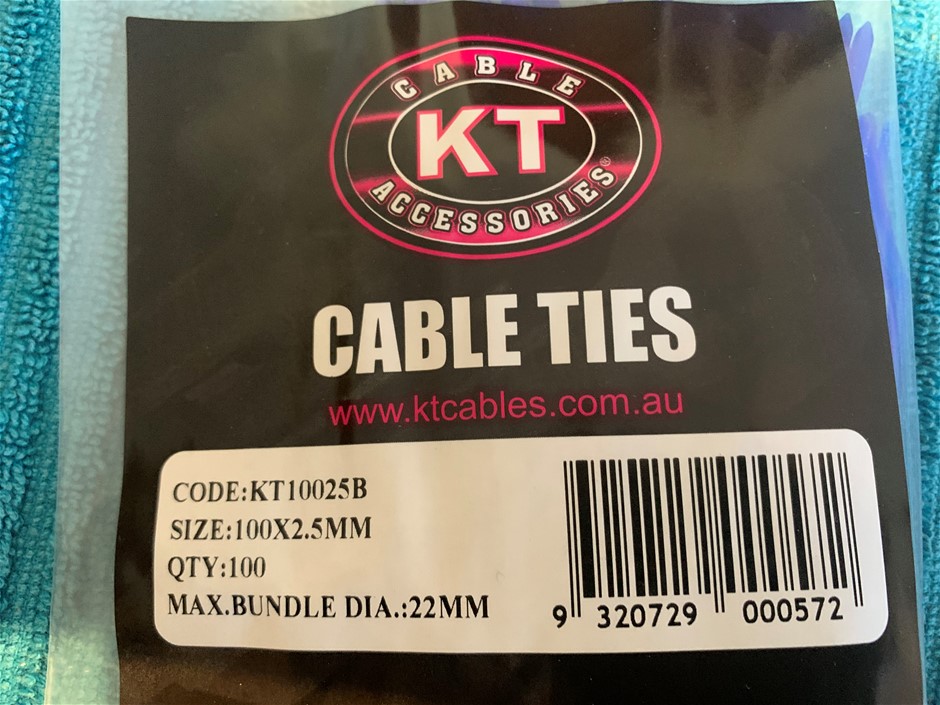 CABLE
KT
ACCESSORIES®
CABLE TIES
www.ktcables.com.au
CODE:KT10025B
SIZE:100X2.5MM
QTY:100
MAX.BUNDLE DIA.:22MM
9 320729 000572